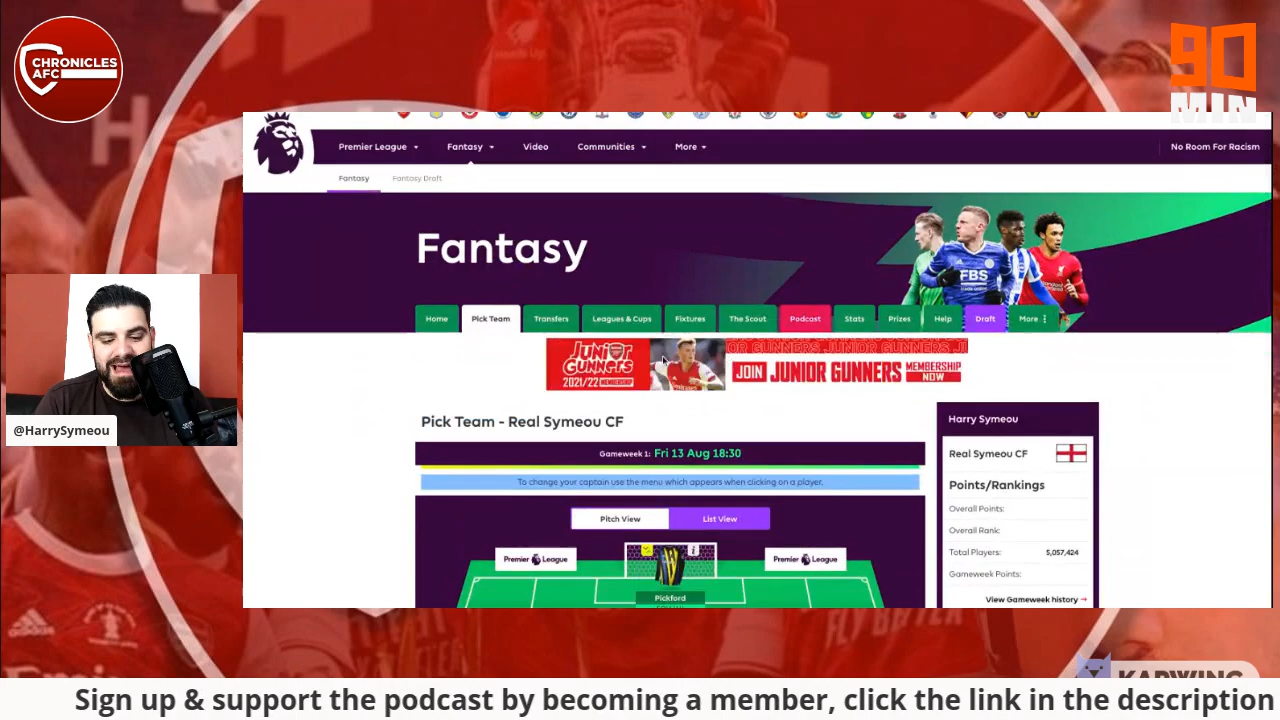 CHRONICLES
AFC
90
MIN
Premier League
Fantasy
Video
Communities
More
No Room For Racism
Fantasy
Fantasy Draft
Fantasy
FBS
Home
Pick Team
Transfers
Leagues & Cups
Fixtures
The Scout
Podcast
Stats
Prizes
Help
Draft
More
JUNIOR
GUNNERS
2021/22 MEMBERSHIP
JOIN JUNIOR GUNNERS MEMBERSHIP NOW
Pick Team - Real Symeou CF
Gameweek 1: Fri 13 Aug 18:30
To change your captain use the menu which appears when clicking on a player.
Pitch View
List View
Premier League
Premier League
Pickford
Harry Symeou
Real Symeou CF
Points/Rankings
Overall Points:
Overall Rank:
Total Players: 5,057,424
Gameweek Points:
View Gameweek history →
@HarrySymeou
KAPWING
Sign up & support the podcast by becoming a member, click the link in the description